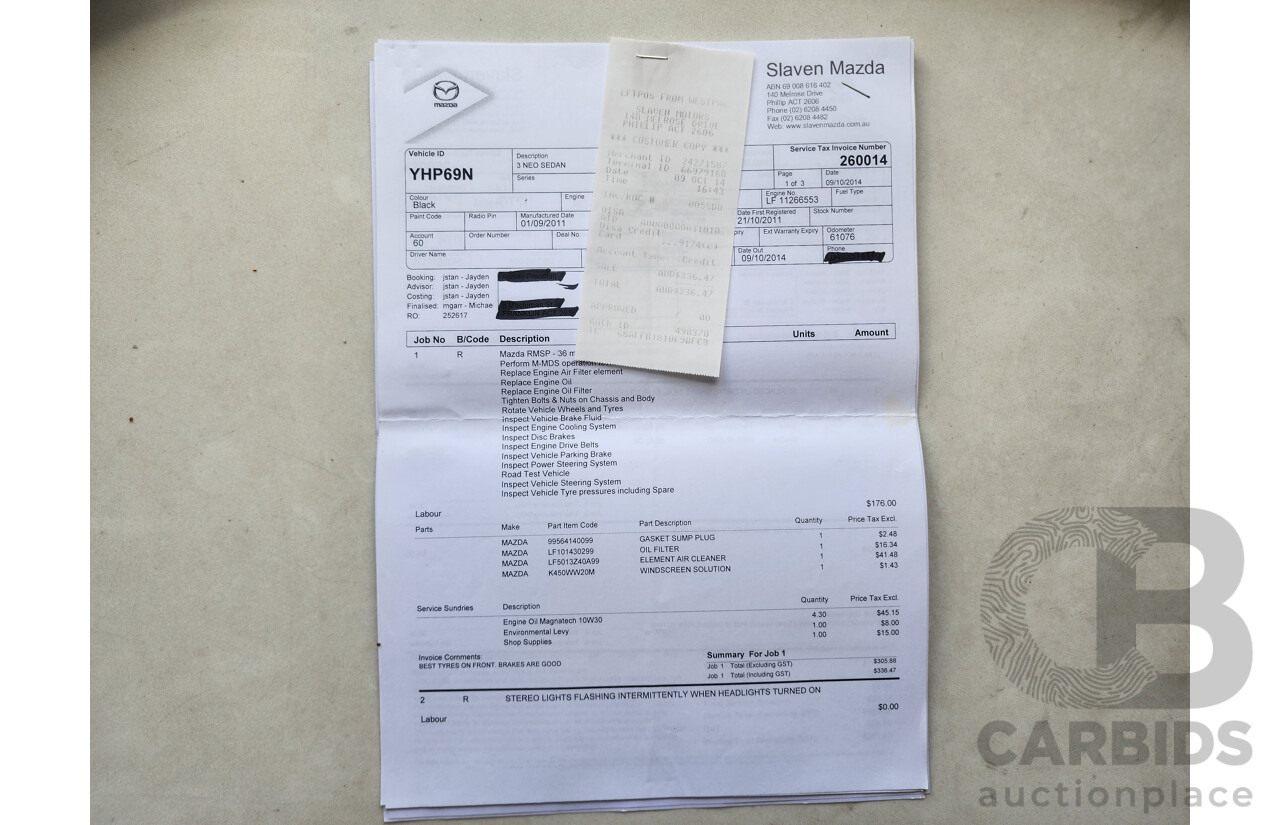 mazda
Slaven Mazda
ABN 69 008 616 402
140 Melrose Drive
Phillip ACT 2606
Phone (02) 6208 4450
Fax (02) 6208 4482
Web: www.slavenmazda.com.au
EFTPOS FROM WESTPAC
SLAVEN MOTORS
140 MELROSE DRIVE
PHILLIP ACT 2606
*** CUSTOMER COPY ***
Merchant ID
Terminal ID
Date 09 OCT 14
Time 16:43
VISA
Visa Credit
Card
Account Type: Credit
SALE AUD$336.47
TOTAL AUD$336.47
APPROVED 00
498370
Vehicle ID
YHP69N
Description
3 NEO SEDAN
Series
Service Tax Invoice Number
260014
Page
1 of 3
Date
09/10/2014
Colour
Black
Engine
Engine No.
LF 11266553
Fuel Type
Paint Code
Radio Pin
Manufactured Date
01/09/2011
Date First Registered
21/10/2011
Stock Number
Account
60
Order Number
Deal No.
Ext Warranty Expiry
Odometer
61076
Driver Name
Date Out
09/10/2014
Phone
Booking: jstan - Jayden
Advisor: jstan - Jayden
Costing: jstan - Jayden
Finalised: mgarr - Michae
RO: 252617
Job No B/Code Description Units Amount
1 R Mazda RMSP - 36 m
Perform M-MDS operation
Replace Engine Air Filter element
Replace Engine Oil
Replace Engine Oil Filter
Tighten Bolts & Nuts on Chassis and Body
Rotate Vehicle Wheels and Tyres
Inspect Vehicle Brake Fluid
Inspect Engine Cooling System
Inspect Disc Brakes
Inspect Engine Drive Belts
Inspect Vehicle Parking Brake
Inspect Power Steering System
Road Test Vehicle
Inspect Vehicle Steering System
Inspect Vehicle Tyre pressures including Spare
Labour $176.00
Parts Make Part Item Code Part Description Quantity Price Tax Excl.
MAZDA 99564140099 GASKET SUMP PLUG 1 $2.48
MAZDA LF101430299 OIL FILTER 1 $16.34
MAZDA LF5013Z40A99 ELEMENT AIR CLEANER 1 $41.48
MAZDA K450WW20M WINDSCREEN SOLUTION 1 $1.43
Service Sundries Description Quantity Price Tax Excl.
Engine Oil Magnatech 10W30 4.30 $45.15
Environmental Levy 1.00 $8.00
Shop Supplies 1.00 $15.00
Invoice Comments:
BEST TYRES ON FRONT. BRAKES ARE GOOD
Summary For Job 1
Job 1 Total (Excluding GST) $305.88
Job 1 Total (Including GST) $336.47
2 R STEREO LIGHTS FLASHING INTERMITTENTLY WHEN HEADLIGHTS TURNED ON
Labour $0.00
CB
CARBIDS
auctionplace